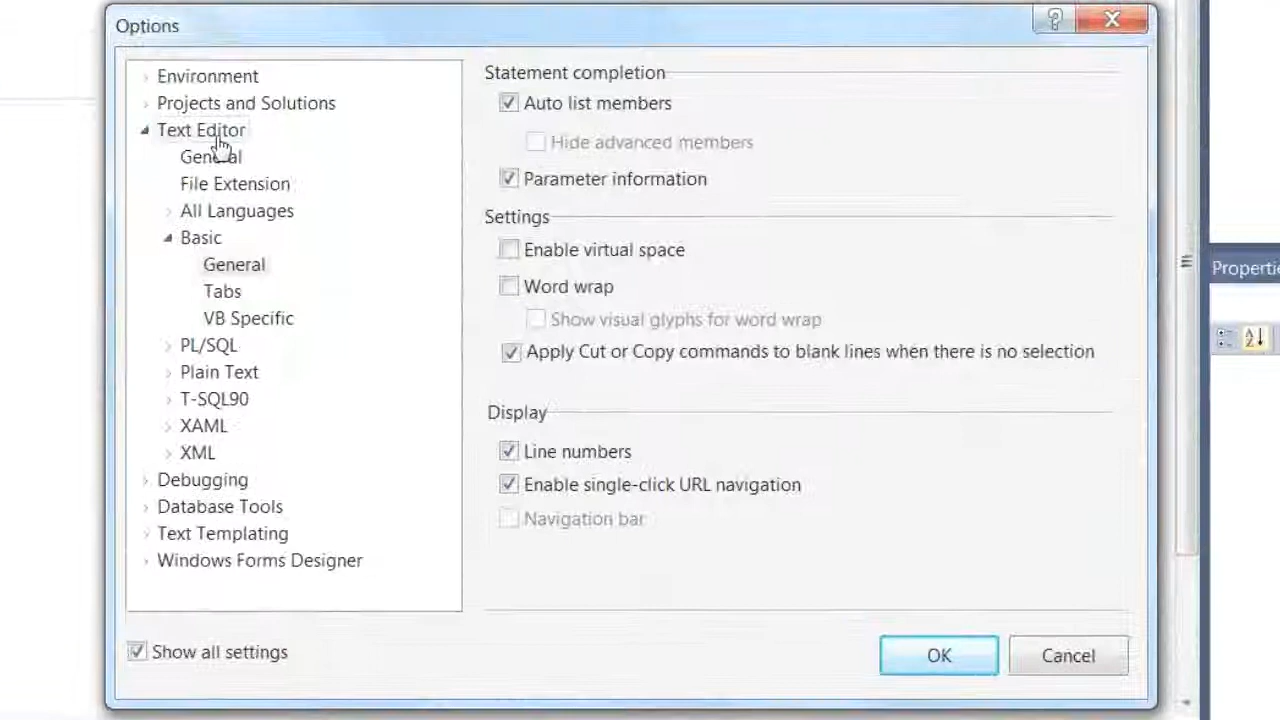 Options
Environment
Projects and Solutions
Text Editor
General
File Extension
All Languages
Basic
General
Tabs
VB Specific
PL/SQL
Plain Text
T-SQL90
XAML
XML
Debugging
Database Tools
Text Templating
Windows Forms Designer
Show all settings
Statement completion
Auto list members
Hide advanced members
Parameter information
Settings
Enable virtual space
Word wrap
Show visual glyphs for word wrap
Apply Cut or Copy commands to blank lines when there is no selection
Display
Line numbers
Enable single-click URL navigation
Navigation bar
OK
Cancel
Propertie